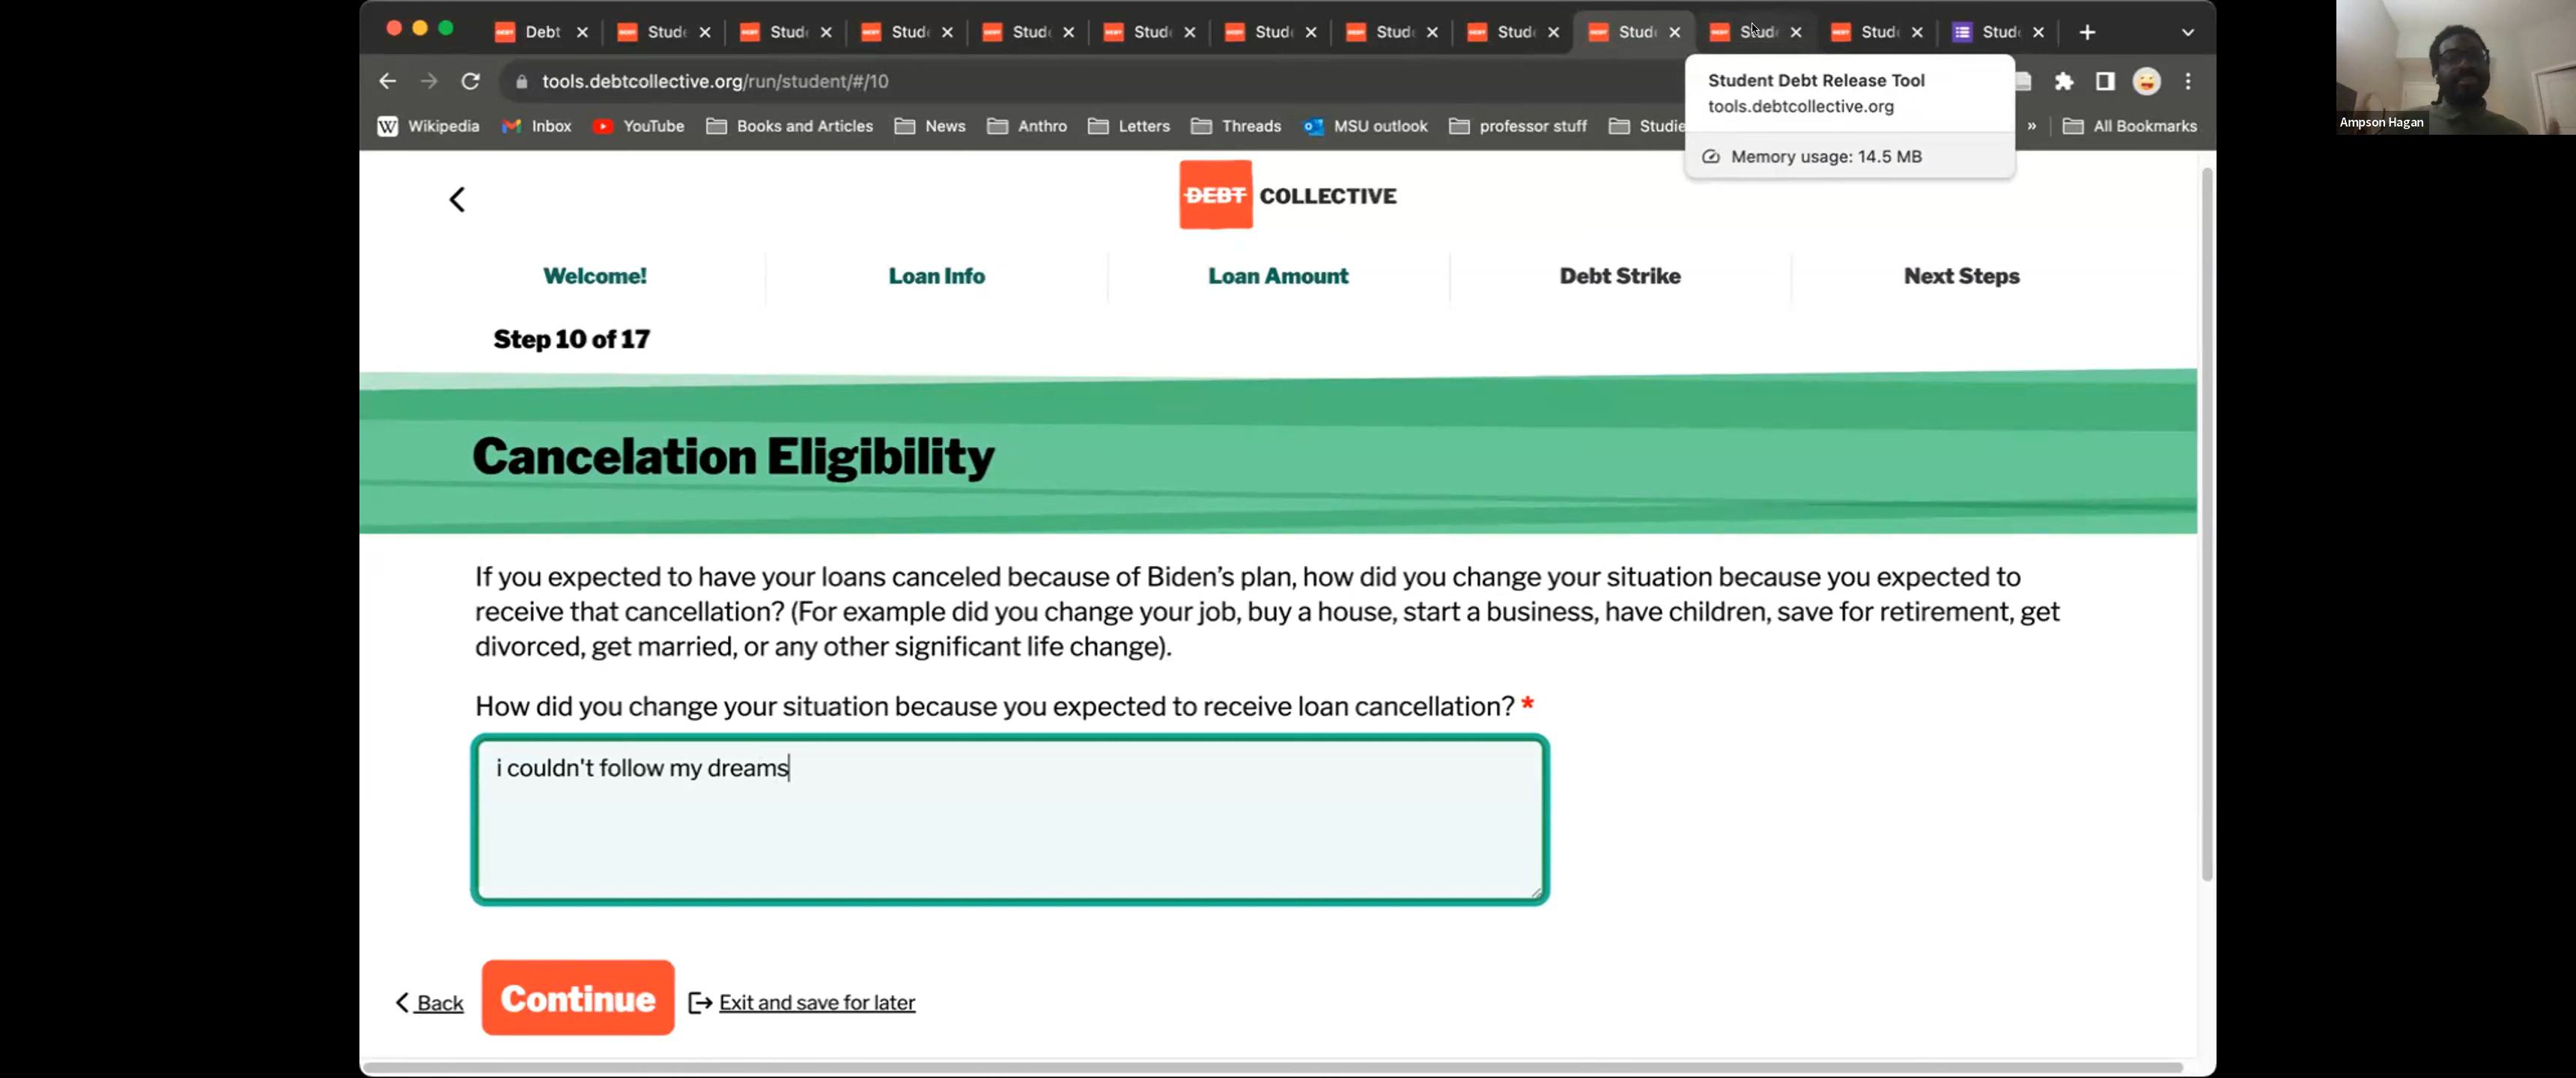 Debt
Stud
Stud
Stud
Stud
Stud
Stud
Stud
Stud
Stud
Stud
Stud
Stud
tools.debtcollective.org/run/student/#/10
Student Debt Release Tool
tools.debtcollective.org
Memory usage: 14.5 MB
Wikipedia
Inbox
YouTube
Books and Articles
News
Anthro
Letters
Threads
MSU outlook
professor stuff
Studie
»
All Bookmarks
Ampson Hagan
DEBT COLLECTIVE
Welcome!
Loan Info
Loan Amount
Debt Strike
Next Steps
Step 10 of 17
Cancelation Eligibility
If you expected to have your loans canceled because of Biden's plan, how did you change your situation because you expected to
receive that cancellation? (For example did you change your job, buy a house, start a business, have children, save for retirement, get
divorced, get married, or any other significant life change).
How did you change your situation because you expected to receive loan cancellation? *
i couldn't follow my dreams
Back
Continue
Exit and save for later